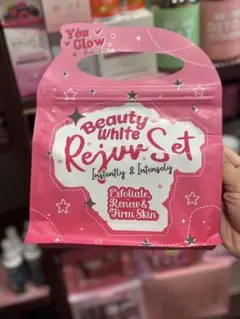 You
Glow
Beauty
White
Rejuv Set
Instantly & Intensely
Exfoliate,
Renew &
Firm Skin